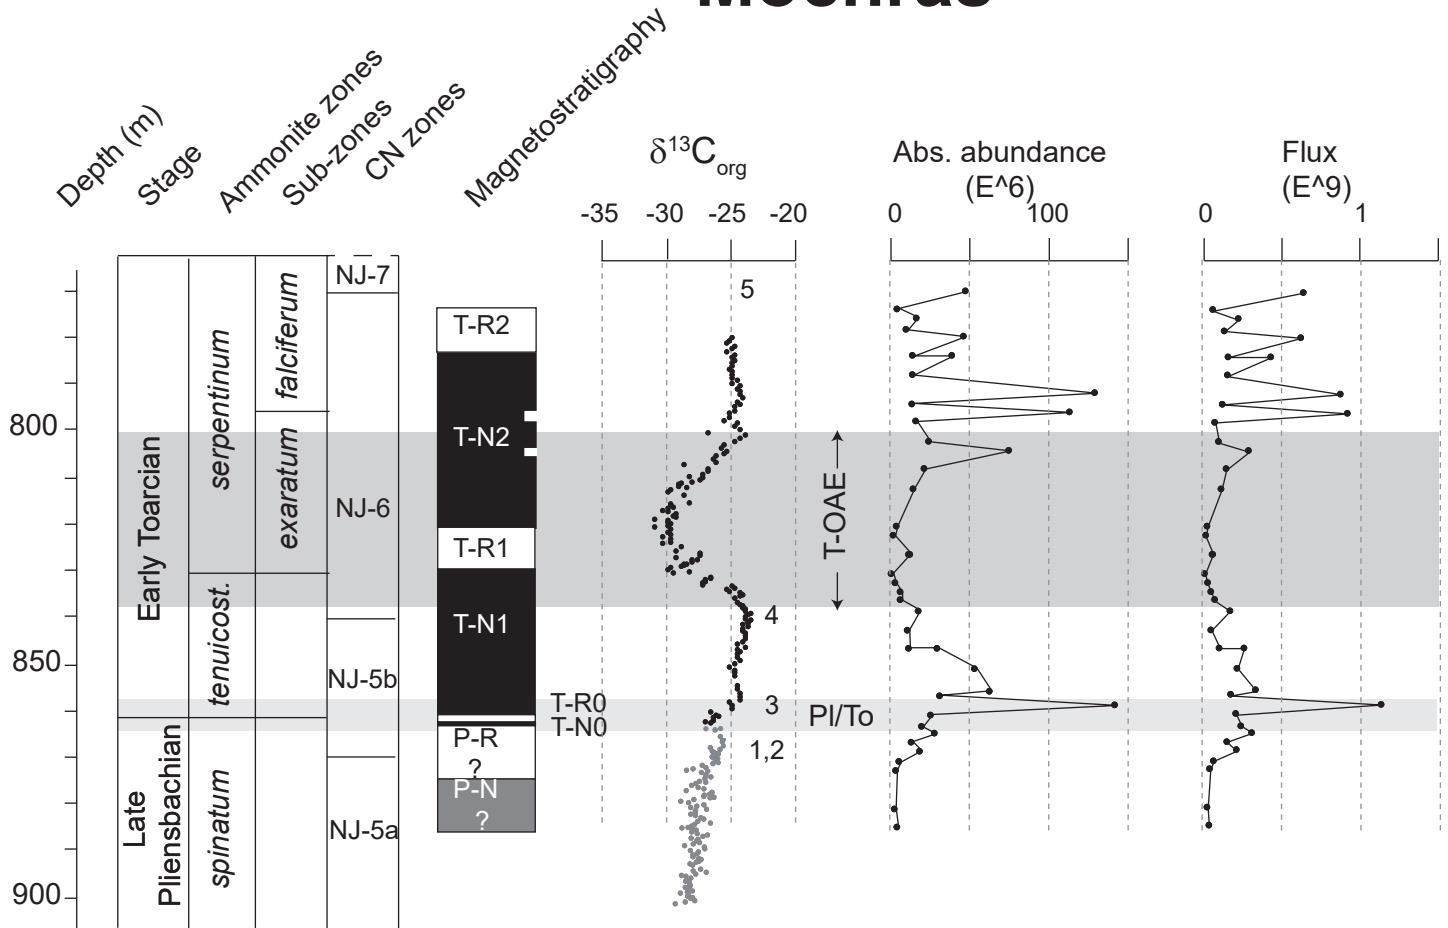 Mochras
Depth (m)
Stage
Ammonite zones
Sub-zones
CN zones
Magnetostratigraphy
δ13Corg
-35 -30 -25 -20
Abs. abundance
(E^6)
0 100
Flux
(E^9)
0 1
800
850
900
Early Toarcian
Late
Pliensbachian
serpentinum
tenuicost.
spinatum
falciferum
exaratum
NJ-7
NJ-6
NJ-5b
NJ-5a
T-R2
T-N2
T-R1
T-N1
T-R0
T-N0
P-R
?
P-N
?
5
4
3
1,2
T-OAE
Pl/To